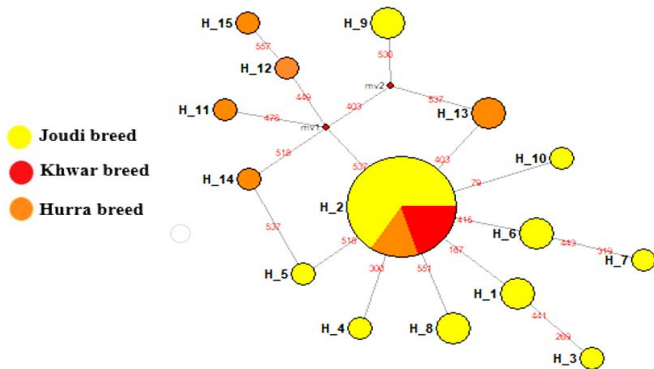 H_15
H_9
557
530
H_12
449
mv2
403
537
H_11
476
H_13
mv1
Joudi breed
518
537
403
H_10
Khwar breed
H_14
79
Hurra breed
H_2
416
H_6
443
319
H_7
537
518
187
H_5
300
551
H_1
441
H_4
H_8
269
H_3